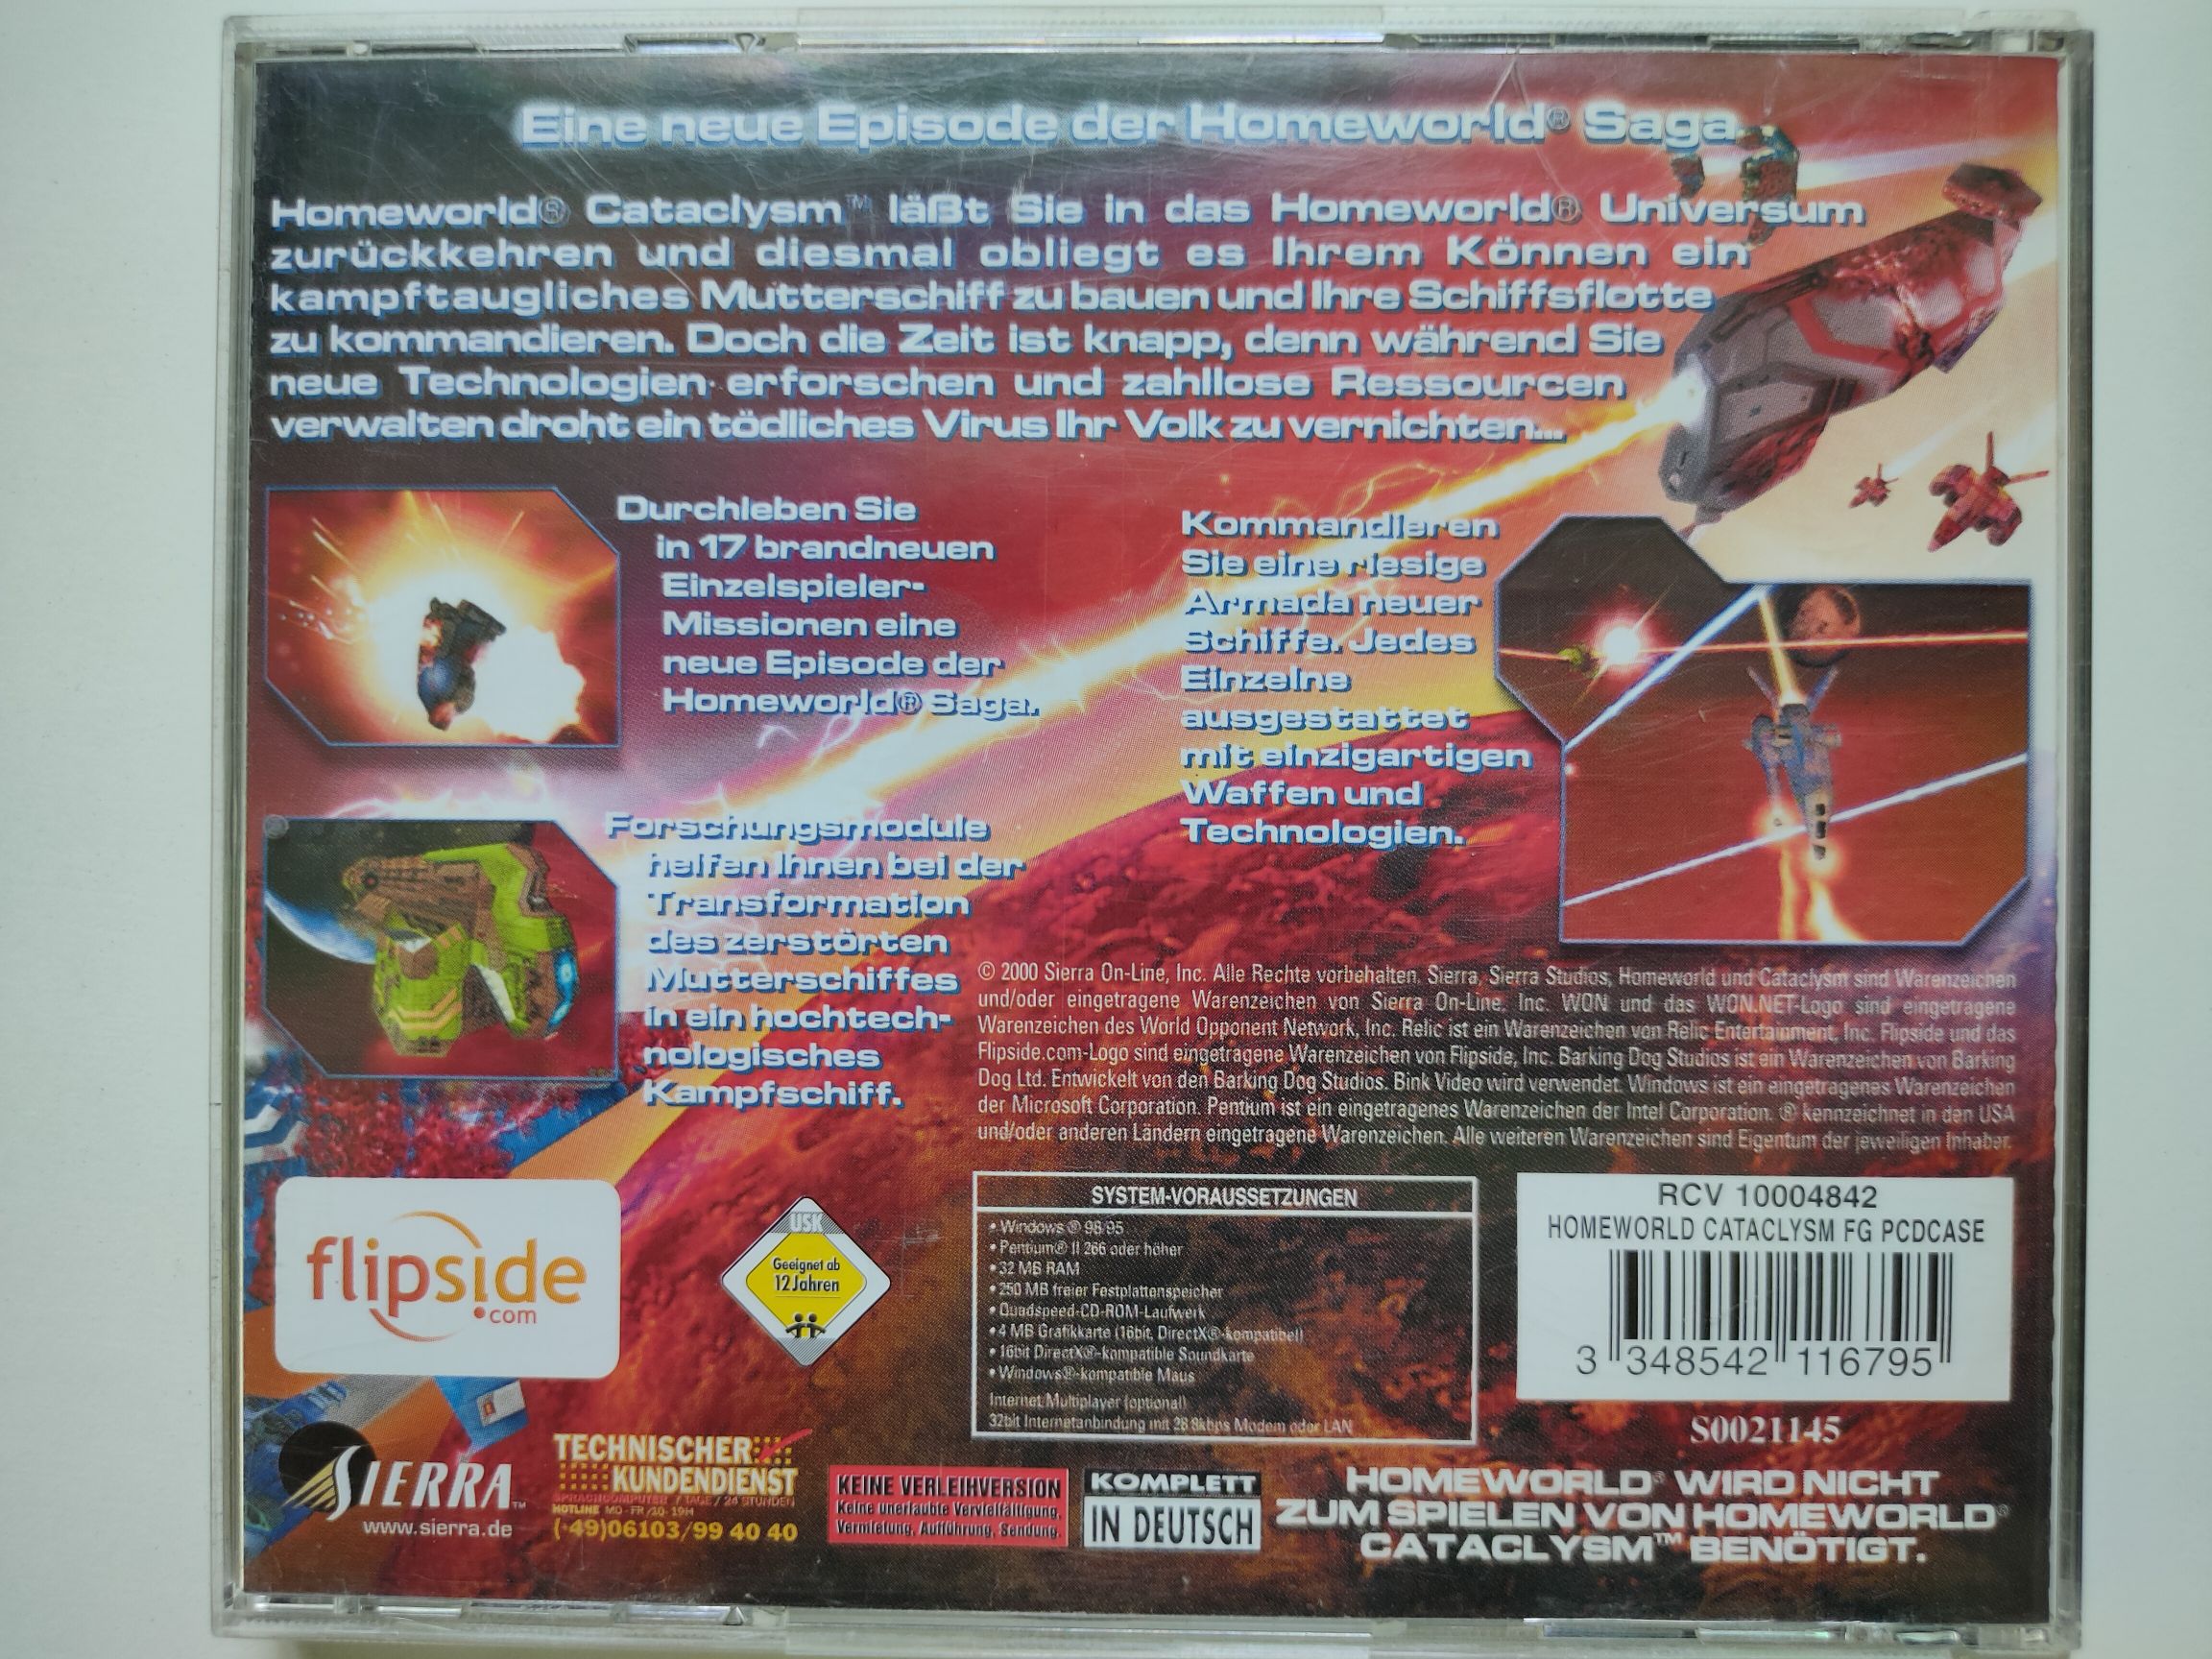 Eine neue Episode der Homeworld® Saga
Homeworld® Cataclysm™ läßt Sie in das Homeworld® Universum
zurückkehren und diesmal obliegt es Ihrem Können ein
kampftaugliches Mutterschiff zu bauen und Ihre Schiffsflotte
zu kommandieren. Doch die Zeit ist knapp, denn während Sie
neue Technologien erforschen und zahllose Ressourcen
verwalten droht ein tödliches Virus Ihr Volk zu vernichten...
Durchleben Sie
in 17 brandneuen
Einzelspieler-
Missionen eine
neue Episode der
Homeworld® Saga.
Kommandieren
Sie eine riesige
Armada neuer
Schiffe. Jedes
Einzelne
ausgestattet
mit einzigartigen
Waffen und
Technologien.
Forschungsmodule
helfen Ihnen bei der
Transformation
des zerstörten
Mutterschiffes
in ein hochtech-
nologisches
Kampfschiff.
© 2000 Sierra On-Line, Inc. Alle Rechte vorbehalten. Sierra, Sierra Studios, Homeworld und Cataclysm sind Warenzeichen
und/oder eingetragene Warenzeichen von Sierra On-Line, Inc. WON und das WON.NET-Logo sind eingetragene
Warenzeichen des World Opponent Network, Inc. Relic ist ein Warenzeichen von Relic Entertainment, Inc. Flipside und das
Flipside.com-Logo sind eingetragene Warenzeichen von Flipside, Inc. Barking Dog Studios ist ein Warenzeichen von Barking
Dog Ltd. Entwickelt von den Barking Dog Studios. Bink Video wird verwendet. Windows ist ein eingetragenes Warenzeichen
der Microsoft Corporation. Pentium ist ein eingetragenes Warenzeichen der Intel Corporation. ® kennzeichnet in den USA
und/oder anderen Ländern eingetragene Warenzeichen. Alle weiteren Warenzeichen sind Eigentum der jeweiligen Inhaber.
flipside
.com
USK
Geeignet ab
12 Jahren
SYSTEM-VORAUSSETZUNGEN
• Windows® 98/95
• Pentium® II 266 oder höher
• 32 MB RAM
• 250 MB freier Festplattenspeicher
• Quadspeed-CD-ROM-Laufwerk
• 4 MB Grafikkarte (16bit, DirectX®-kompatibel)
• 16bit DirectX®-kompatible Soundkarte
• Windows®-kompatible Maus
Internet/Multiplayer (optional)
32bit Internetanbindung mit 28.8kbps Modem oder LAN
RCV 10004842
HOMEWORLD CATACLYSM FG PCDCASE
3 348542 116795
S0021145
SIERRA™
www.sierra.de
TECHNISCHER
KUNDENDIENST
SPRACHCOMPUTER 7 TAGE / 24 STUNDEN
HOTLINE MO-FR /10-19H
(+49)06103/99 40 40
KEINE VERLEIHVERSION
Keine unerlaubte Vervielfältigung,
Vermietung, Aufführung, Sendung.
KOMPLETT
IN DEUTSCH
HOMEWORLD® WIRD NICHT
ZUM SPIELEN VON HOMEWORLD®
CATACLYSM™ BENÖTIGT.